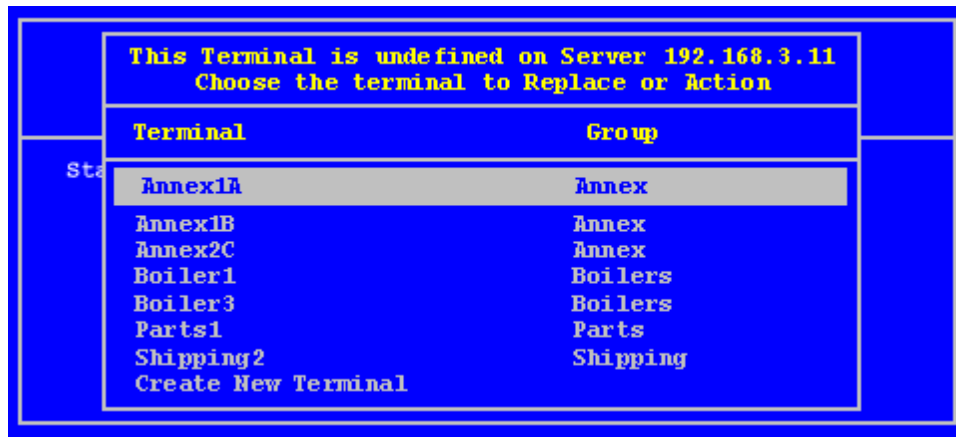 This Terminal is undefined on Server 192.168.3.11
Choose the terminal to Replace or Action
Terminal Group
Sta
Annex1A Annex
Annex1B Annex
Annex2C Annex
Boiler1 Boilers
Boiler3 Boilers
Parts1 Parts
Shipping2 Shipping
Create New Terminal